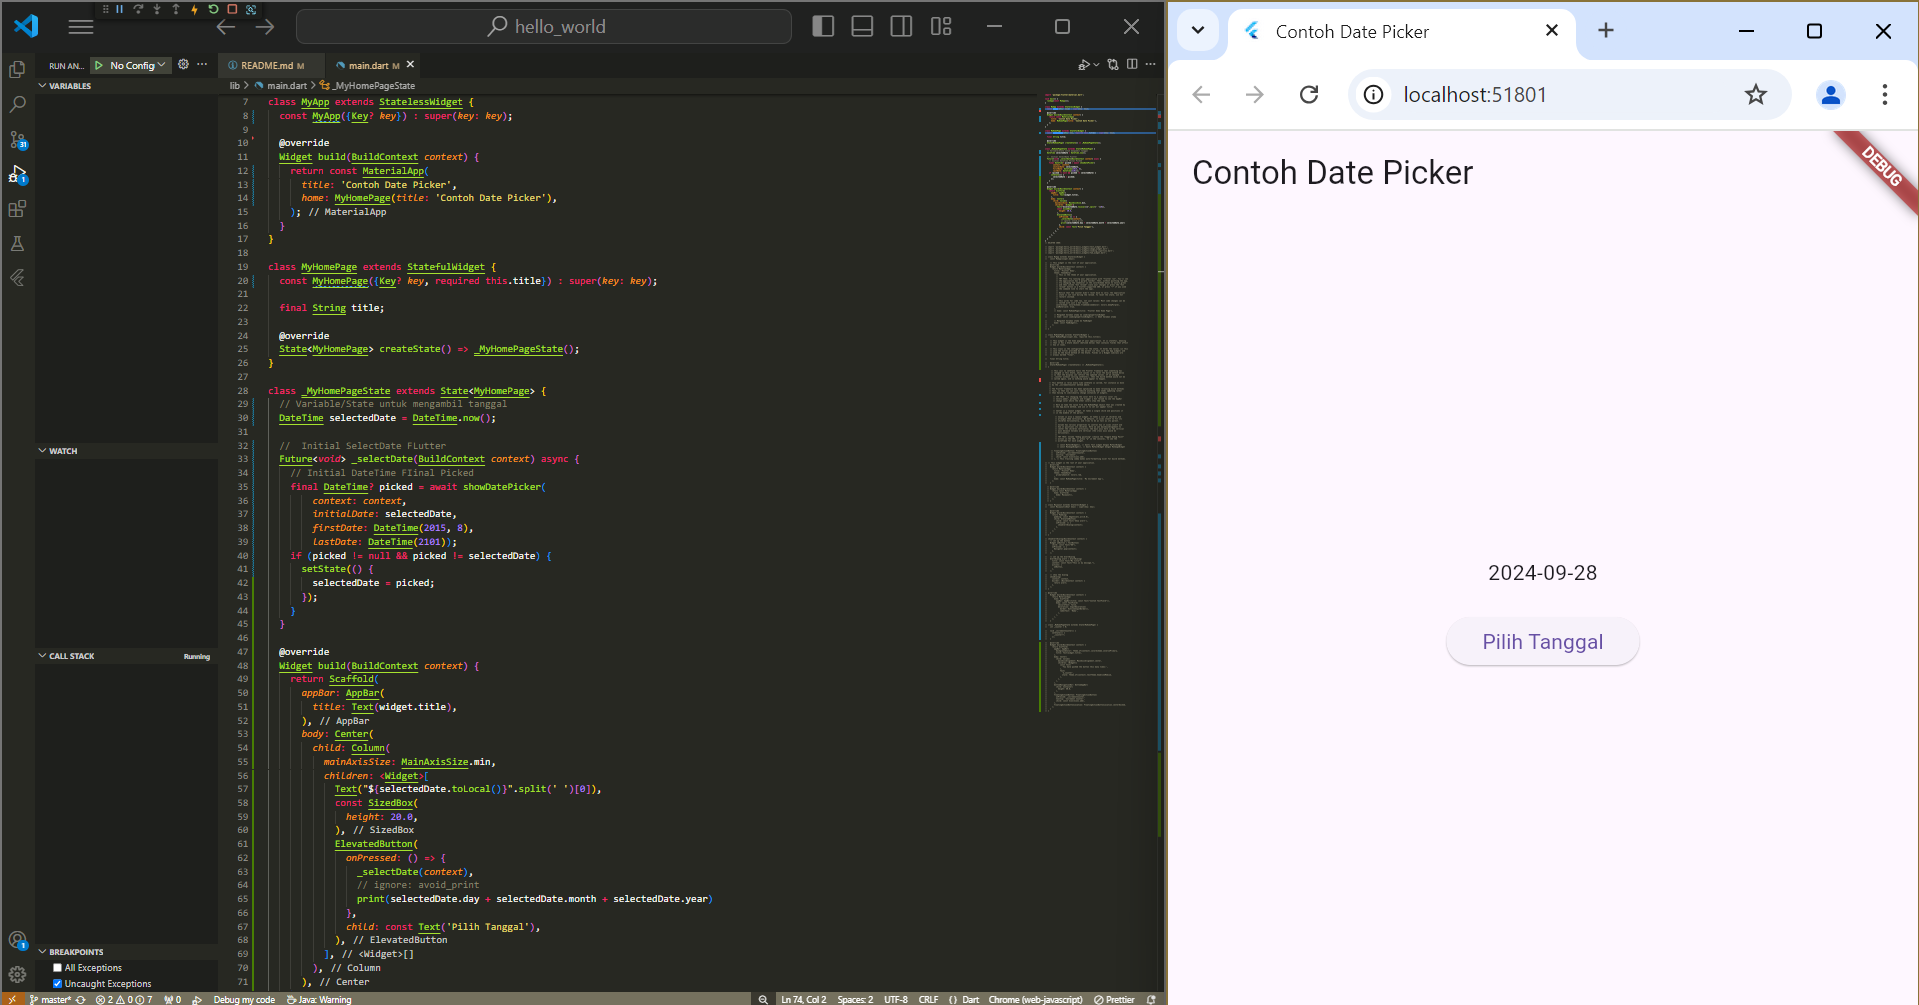 hello_world
RUN AN... No Config
README.md M
main.dart M
VARIABLES
lib > main.dart > _MyHomePageState
7 class MyApp extends StatelessWidget {
8 const MyApp({Key? key}) : super(key: key);
9
10 @override
11 Widget build(BuildContext context) {
12 return const MaterialApp(
13 title: 'Contoh Date Picker',
14 home: MyHomePage(title: 'Contoh Date Picker'),
15 ); // MaterialApp
16 }
17 }
18
19 class MyHomePage extends StatefulWidget {
20 const MyHomePage({Key? key, required this.title}) : super(key: key);
21
22 final String title;
23
24 @override
25 State<MyHomePage> createState() => _MyHomePageState();
26 }
27
28 class _MyHomePageState extends State<MyHomePage> {
29 // Variable/State untuk mengambil tanggal
30 DateTime selectedDate = DateTime.now();
31
32 //  Initial SelectDate FLutter
33 Future<void> _selectDate(BuildContext context) async {
34 // Initial DateTime FIinal Picked
35 final DateTime? picked = await showDatePicker(
36 context: context,
37 initialDate: selectedDate,
38 firstDate: DateTime(2015, 8),
39 lastDate: DateTime(2101));
40 if (picked != null && picked != selectedDate) {
41 setState(() {
42 selectedDate = picked;
43 });
44 }
45 }
46
47 @override
48 Widget build(BuildContext context) {
49 return Scaffold(
50 appBar: AppBar(
51 title: Text(widget.title),
52 ), // AppBar
53 body: Center(
54 child: Column(
55 mainAxisSize: MainAxisSize.min,
56 children: <Widget>[
57 Text("${selectedDate.toLocal()}".split(' ')[0]),
58 const SizedBox(
59 height: 20.0,
60 ), // SizedBox
61 ElevatedButton(
62 onPressed: () => {
63 _selectDate(context),
64 // ignore: avoid_print
65 print(selectedDate.day + selectedDate.month + selectedDate.year)
66 },
67 child: const Text('Pilih Tanggal'),
68 ), // ElevatedButton
69 ], // <Widget>[]
70 ), // Column
71 ), // Center
WATCH
CALL STACK Running
BREAKPOINTS
All Exceptions
Uncaught Exceptions
31
1
1
master* 2 0 7 0 Debug my code Java: Warning Ln 74, Col 2 Spaces: 2 UTF-8 CRLF {} Dart Chrome (web-javascript) Prettier
Contoh Date Picker
localhost:51801
Contoh Date Picker
DEBUG
2024-09-28
Pilih Tanggal